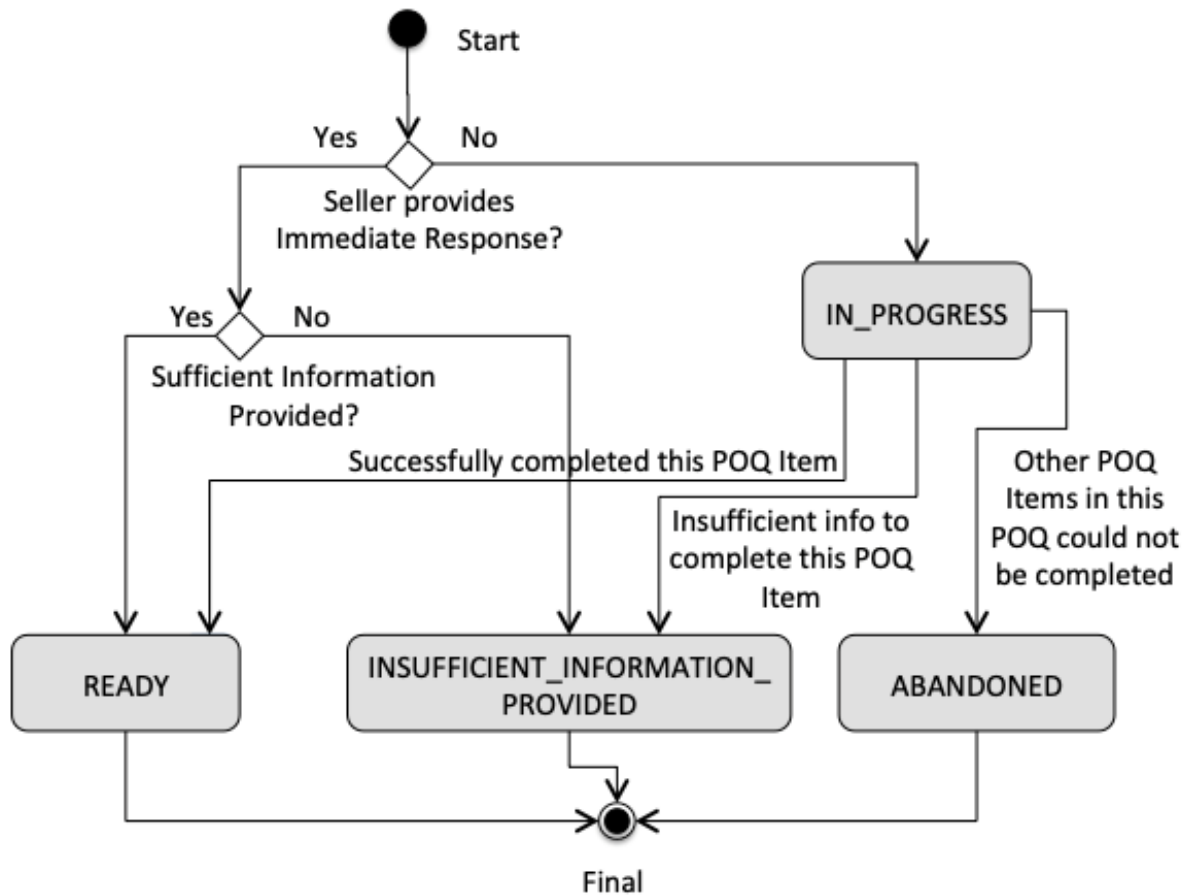 Start
Yes
No
Seller provides
Immediate Response?
IN_PROGRESS
Yes
No
Sufficient Information
Provided?
Successfully completed this POQ Item
Insufficient info to
complete this POQ
Item
Other POQ
Items in this
POQ could not
be completed
READY
INSUFFICIENT_INFORMATION_
PROVIDED
ABANDONED
Final